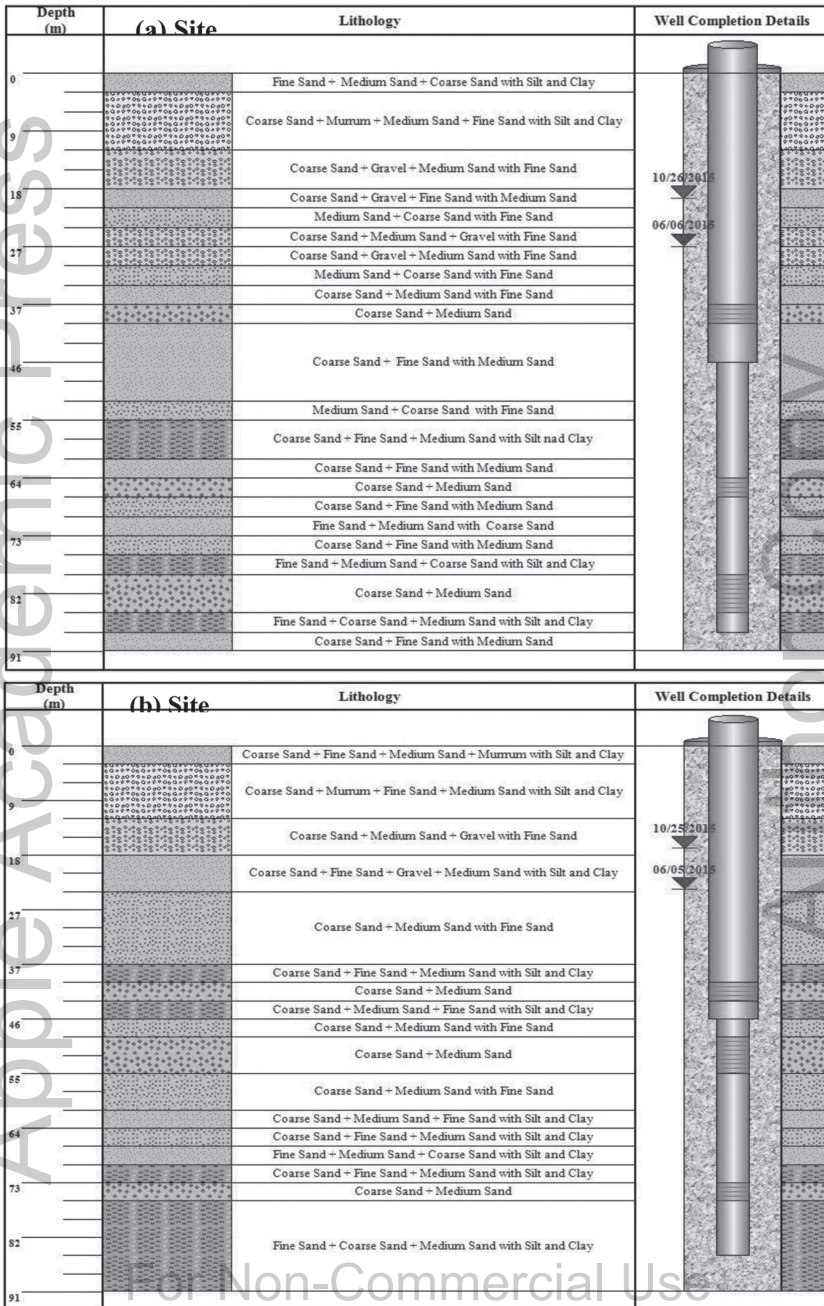 Depth
(m)
(a) Site
Lithology
Well Completion Details
0
Fine Sand + Medium Sand + Coarse Sand with Silt and Clay
Coarse Sand + Murrum + Medium Sand + Fine Sand with Silt and Clay
9
Coarse Sand + Gravel + Medium Sand with Fine Sand
10/26/2015
18
Coarse Sand + Gravel + Fine Sand with Medium Sand
Medium Sand + Coarse Sand with Fine Sand
06/06/2015
Coarse Sand + Medium Sand + Gravel with Fine Sand
27
Coarse Sand + Gravel + Medium Sand with Fine Sand
Medium Sand + Coarse Sand with Fine Sand
Coarse Sand + Medium Sand with Fine Sand
37
Coarse Sand + Medium Sand
46
Coarse Sand + Fine Sand with Medium Sand
Medium Sand + Coarse Sand with Fine Sand
55
Coarse Sand + Fine Sand + Medium Sand with Silt nad Clay
Coarse Sand + Fine Sand with Medium Sand
64
Coarse Sand + Medium Sand
Coarse Sand + Fine Sand with Medium Sand
Fine Sand + Medium Sand with Coarse Sand
73
Coarse Sand + Fine Sand with Medium Sand
Fine Sand + Medium Sand + Coarse Sand with Silt and Clay
82
Coarse Sand + Medium Sand
Fine Sand + Coarse Sand + Medium Sand with Silt and Clay
Coarse Sand + Fine Sand with Medium Sand
91
Depth
(m)
(b) Site
Lithology
Well Completion Details
0
Coarse Sand + Fine Sand + Medium Sand + Murrrum with Silt and Clay
Coarse Sand + Murrum + Fine Sand + Medium Sand with Silt and Clay
9
Coarse Sand + Medium Sand + Gravel with Fine Sand
10/25/2015
18
Coarse Sand + Fine Sand + Gravel + Medium Sand with Silt and Clay
06/05/2015
27
Coarse Sand + Medium Sand with Fine Sand
37
Coarse Sand + Fine Sand + Medium Sand with Silt and Clay
Coarse Sand + Medium Sand
Coarse Sand + Medium Sand + Fine Sand with Silt and Clay
46
Coarse Sand + Medium Sand with Fine Sand
Coarse Sand + Medium Sand
55
Coarse Sand + Medium Sand with Fine Sand
Coarse Sand + Medium Sand + Fine Sand with Silt and Clay
64
Coarse Sand + Fine Sand + Medium Sand with Silt and Clay
Fine Sand + Medium Sand + Coarse Sand with Silt and Clay
Coarse Sand + Fine Sand + Medium Sand with Silt and Clay
73
Coarse Sand + Medium Sand
82
Fine Sand + Coarse Sand + Medium Sand with Silt and Clay
91
Apple Academic Press
Author Copy
For Non-Commercial Use